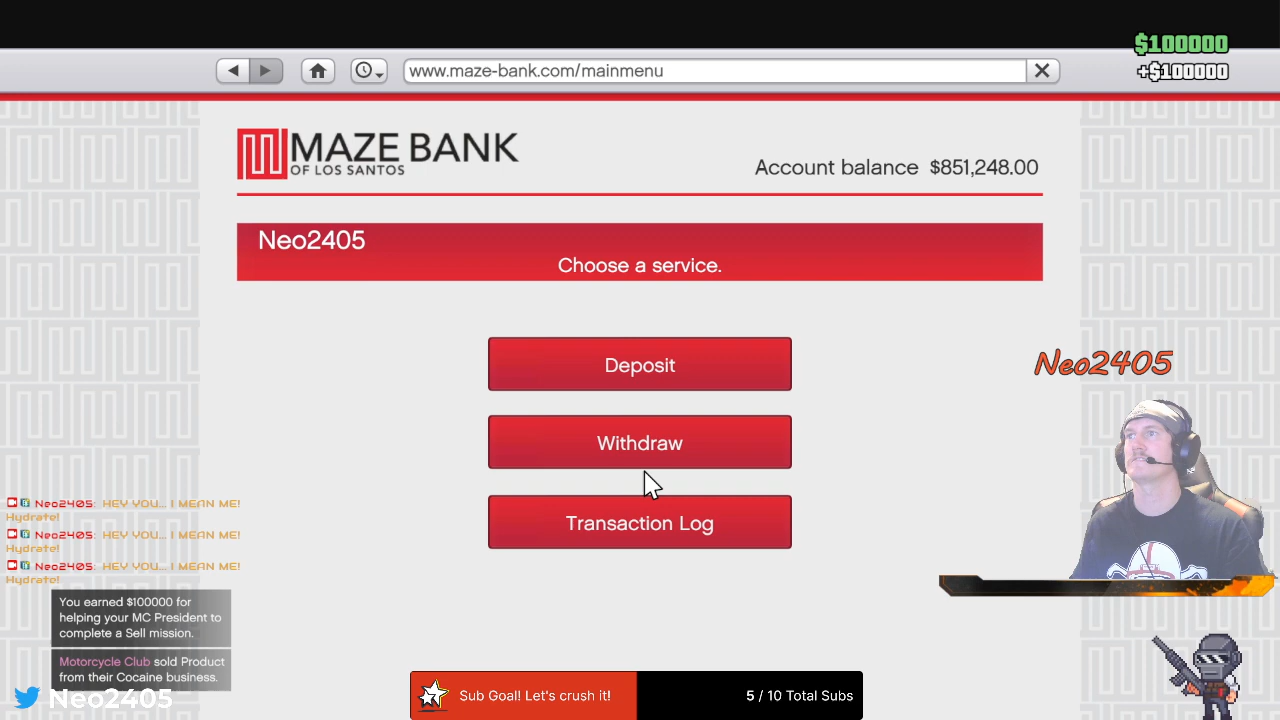 $100000
+$100000
www.maze-bank.com/mainmenu
MAZE BANK
OF LOS SANTOS
Account balance $851,248.00
Neo2405
Choose a service.
Deposit
Withdraw
Transaction Log
Neo2405
Neo2405: HEY YOU... I MEAN ME!
Hydrate!
Neo2405: HEY YOU... I MEAN ME!
Hydrate!
Neo2405: HEY YOU... I MEAN ME!
Hydrate!
You earned $100000 for
helping your MC President to
complete a Sell mission.
Motorcycle Club sold Product
from their Cocaine business.
Neo2405
Sub Goal! Let's crush it!
5 / 10 Total Subs